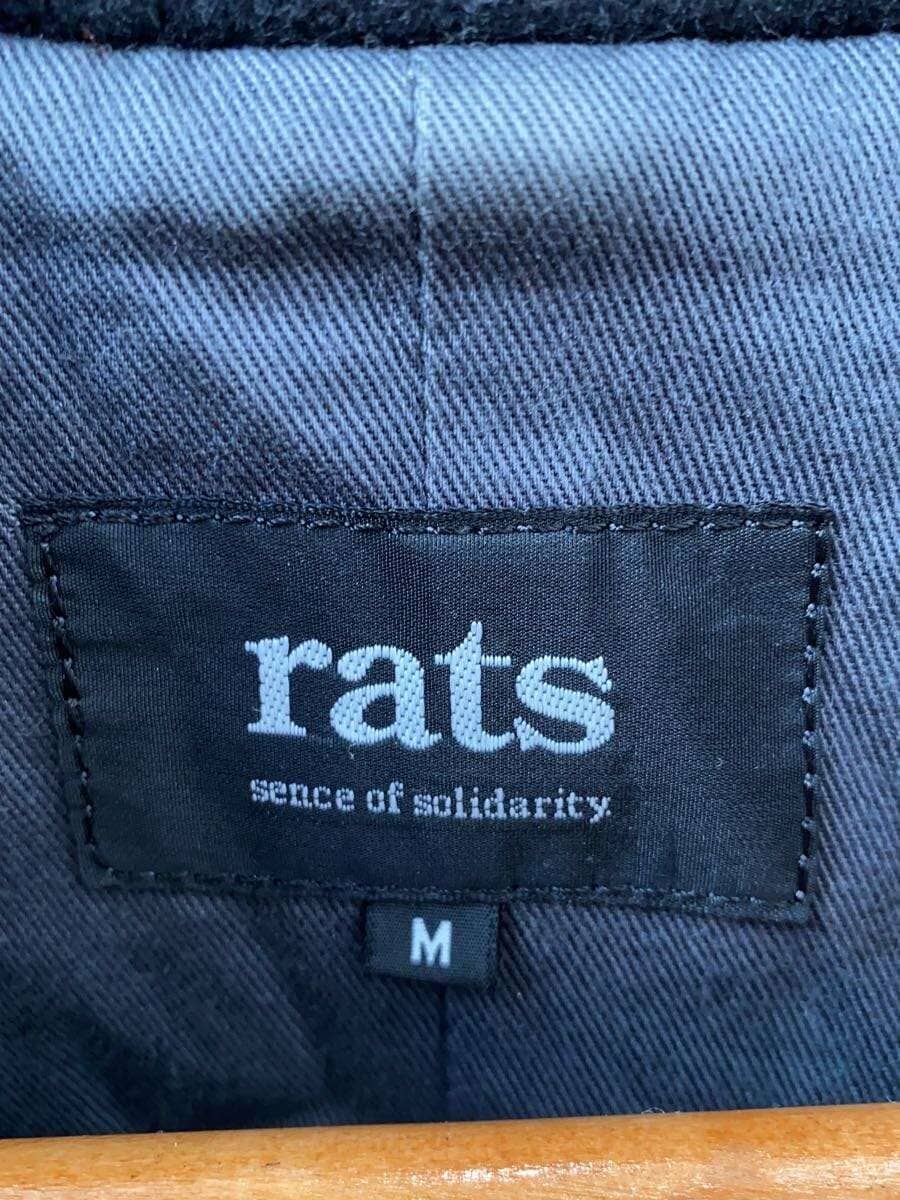 rats
sence of solidarity.
M